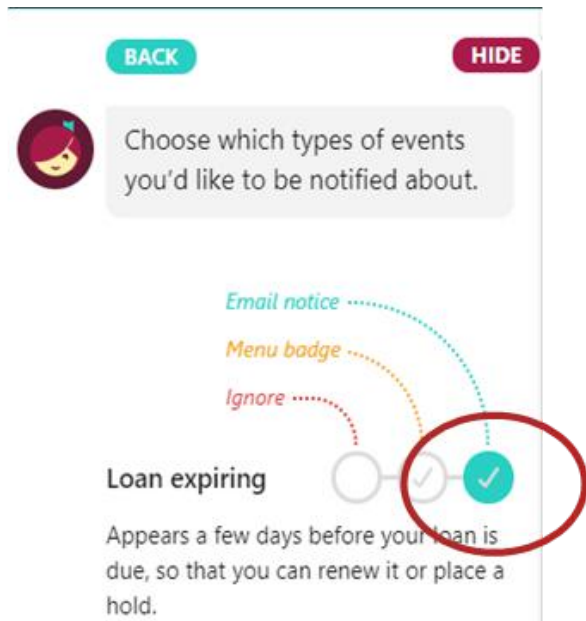 BACK
HIDE
Choose which types of events
you'd like to be notified about.
Email notice
Menu badge
Ignore
Loan expiring
Appears a few days before your loan is
due, so that you can renew it or place a
hold.